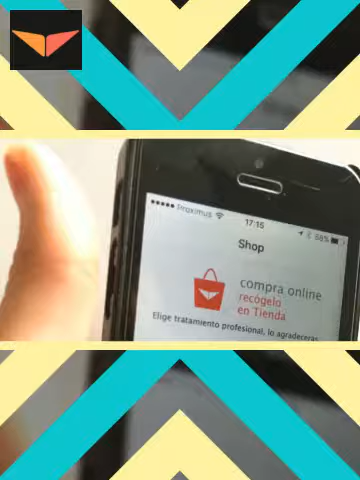 Proximus 17:15 58%
Shop
compra online
recógelo
en Tienda
Elige tratamiento profesional, lo agradecerás